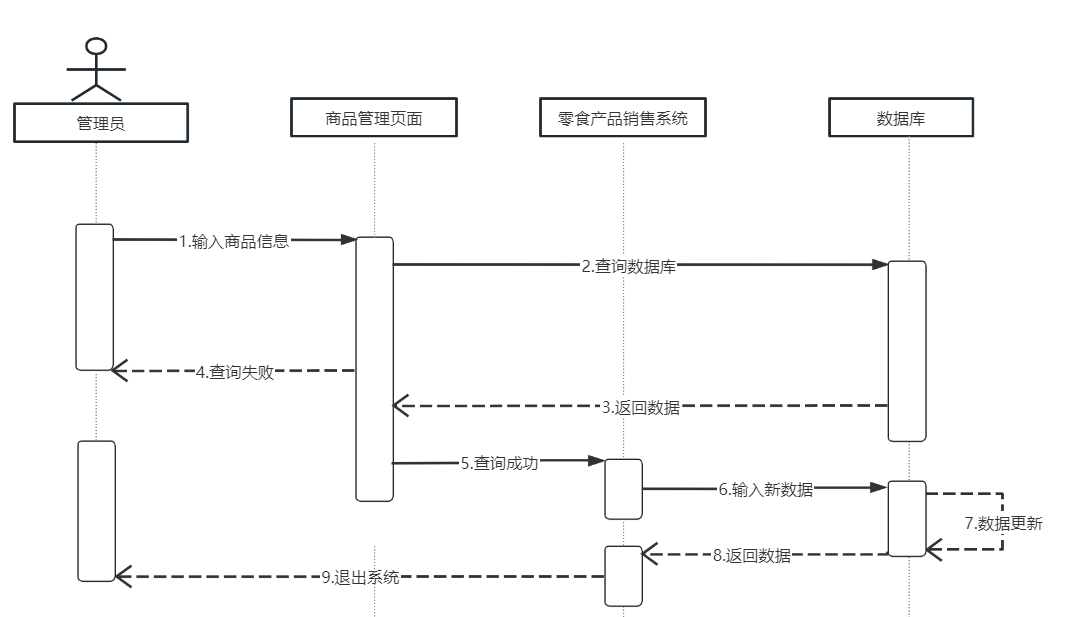 管理员
商品管理页面
零食产品销售系统
数据库
1.输入商品信息
2.查询数据库
4.查询失败
3.返回数据
5.查询成功
6.输入新数据
7.数据更新
8.返回数据
9.退出系统